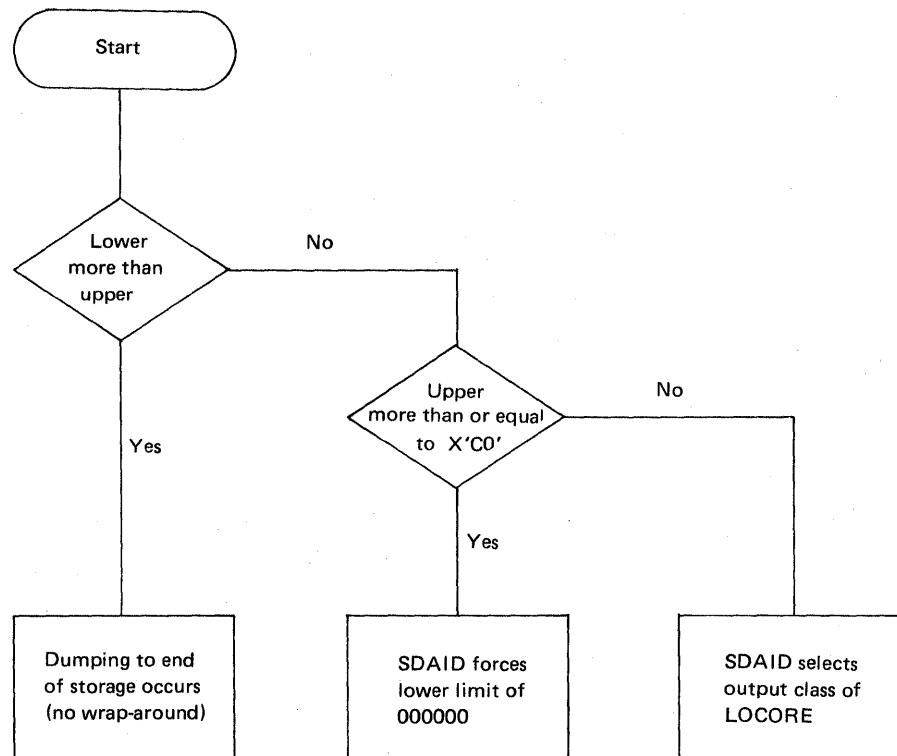 Start
Lower
more than
upper
No
Upper
more than or equal
to X'C0'
No
Yes
Yes
Dumping to end
of storage occurs
(no wrap-around)
SDAID forces
lower limit of
000000
SDAID selects
output class of
LOCORE